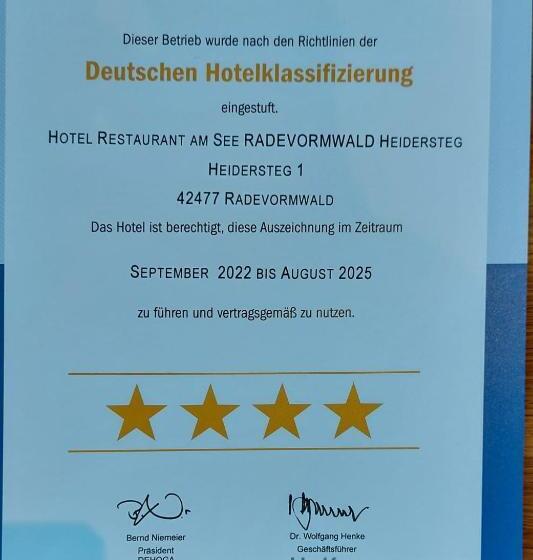 Dieser Betrieb wurde nach den Richtlinien der
Deutschen Hotelklassifizierung
eingestuft.
HOTEL RESTAURANT AM SEE RADEVORMWALD HEIDERSTEG
HEIDERSTEG 1
42477 RADEVORMWALD
Das Hotel ist berechtigt, diese Auszeichnung im Zeitraum
SEPTEMBER 2022 BIS AUGUST 2025
zu führen und vertragsgemäß zu nutzen.
Bernd Niemeier Dr. Wolfgang Henke
Präsident Geschäftsführer
DEHOGA